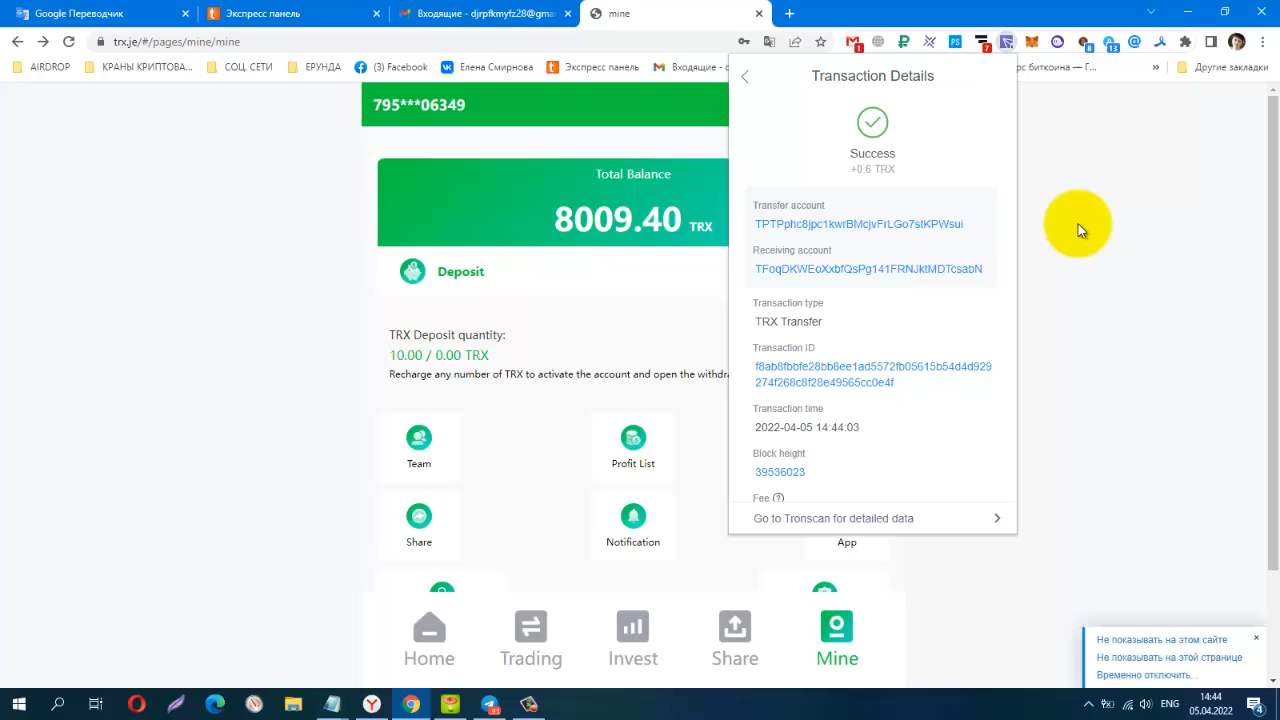 Google Переводчик
Экспресс панель
Входящие - djrpfkmyfz28@gma
mine
trx.je/#/pages/mine/mine
AIRDROP
КРАНЫ КРИПТОВА...
СОЦ. СЕТИ
ЕРУНДА
(3) Facebook
Елена Смирнова
Экспресс панель
Входящие -
рс биткоина — Г...
»
Другие закладки
795***06349
Total Balance
8009.40 TRX
Deposit
TRX Deposit quantity:
10.00 / 0.00 TRX
Recharge any number of TRX to activate the account and open the withdra
Team
Profit List
Share
Notification
App
Home
Trading
Invest
Share
Mine
Transaction Details
Success
+0.6 TRX
Transfer account
TPTPphc8jpc1kwrBMcjvFrLGo7stKPWsui
Receiving account
TFoqDKWEoXxbfQsPg141FRNJktMDTcsabN
Transaction type
TRX Transfer
Transaction ID
f8ab8fbbfe28bb8ee1ad5572fb05615b54d4d929
274f268c8f28e49565cc0e4f
Transaction time
2022-04-05 14:44:03
Block height
39536023
Fee ?
Go to Tronscan for detailed data
Не показывать на этом сайте
Не показывать на этой странице
Временно отключить...
ENG
14:44
05.04.2022